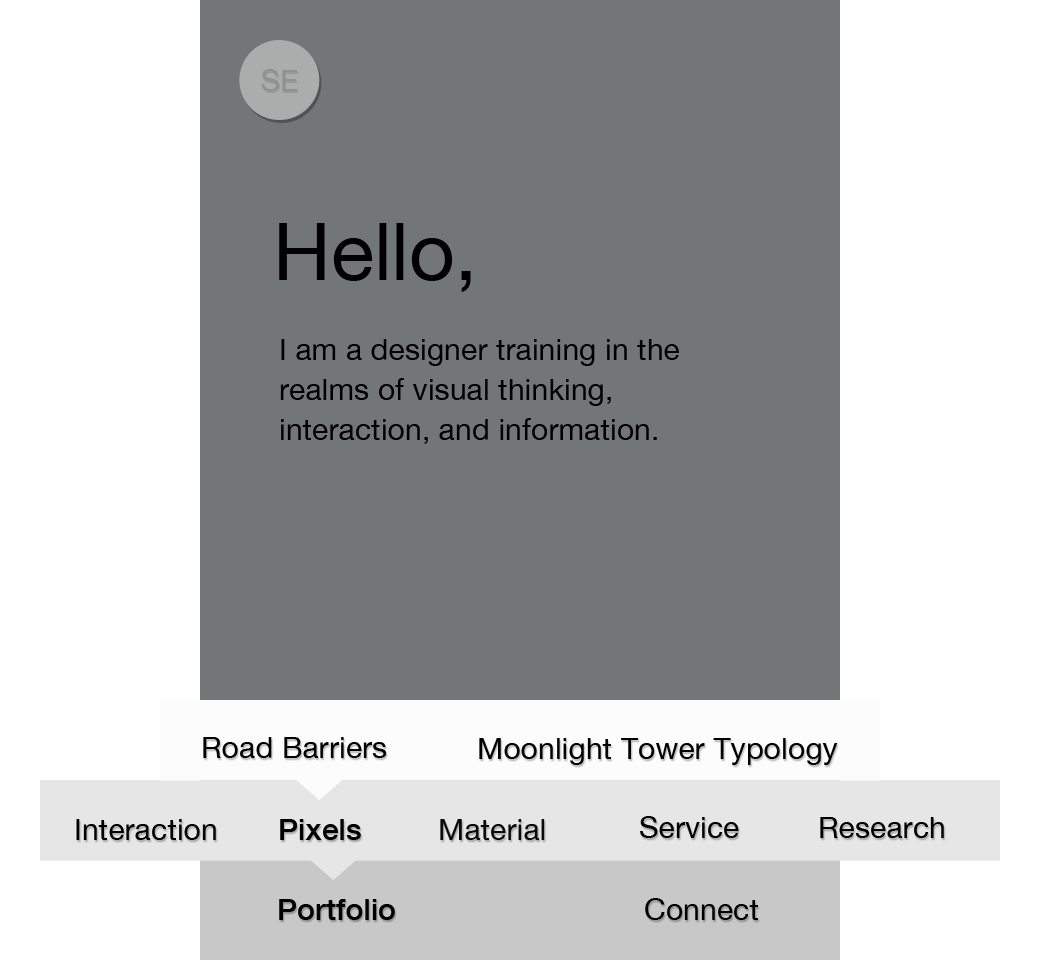 SE
Hello,
I am a designer training in the
realms of visual thinking,
interaction, and information.
Road Barriers Moonlight Tower Typology
Interaction Pixels Material Service Research
Portfolio Connect